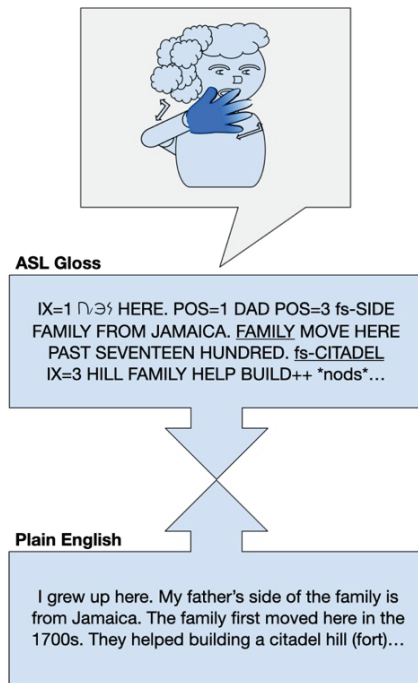 ASL Gloss
IX=1 HERE. POS=1 DAD POS=3 fs-SIDE
FAMILY FROM JAMAICA. FAMILY MOVE HERE
PAST SEVENTEEN HUNDRED. fs-CITADEL
IX=3 HILL FAMILY HELP BUILD++ *nods*...
Plain English
I grew up here. My father's side of the family is
from Jamaica. The family first moved here in the
1700s. They helped building a citadel hill (fort)...